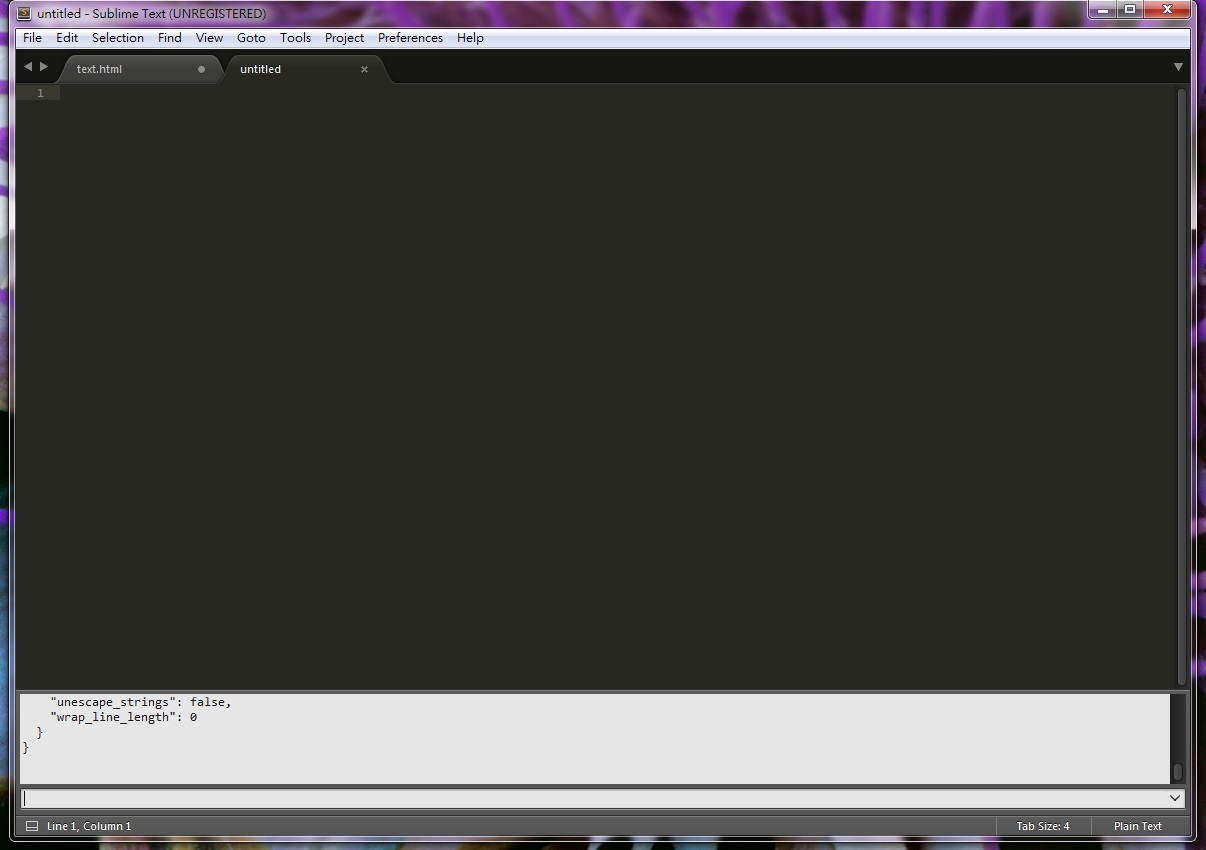 untitled - Sublime Text (UNREGISTERED)
File Edit Selection Find View Goto Tools Project Preferences Help
text.html untitled
1
"unescape_strings": false,
"wrap_line_length": 0
}
}
Line 1, Column 1 Tab Size: 4 Plain Text